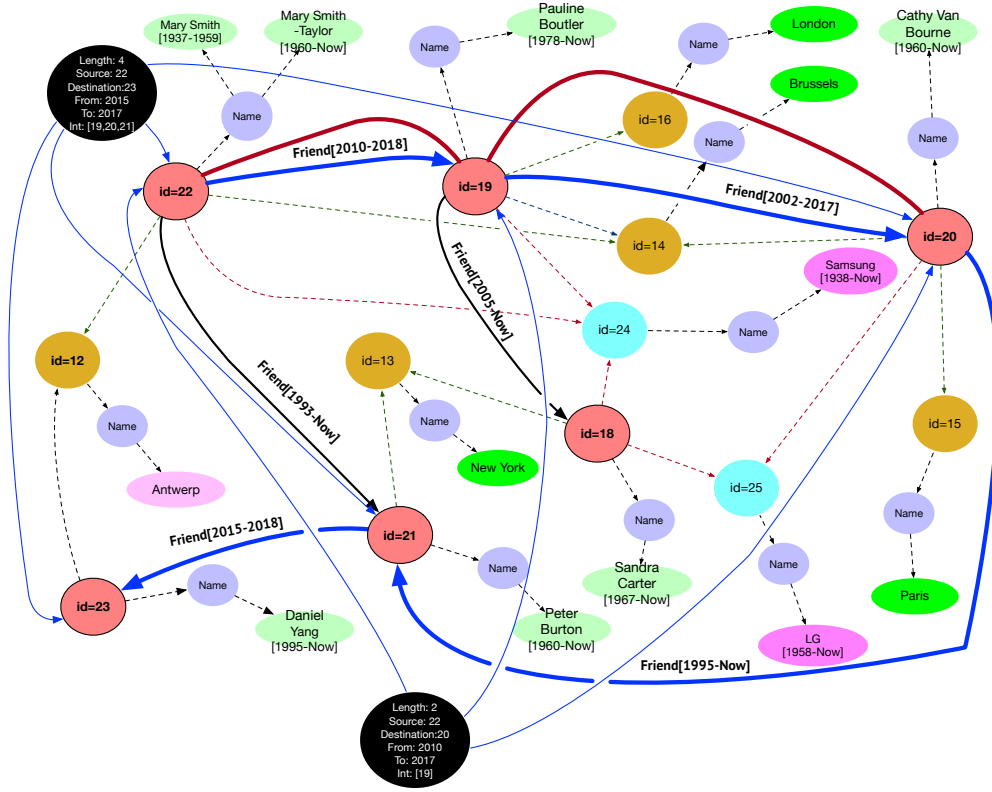 Mary Smith
[1937-1959]
Mary Smith
-Taylor
[1960-Now]
Pauline
Boutler
[1978-Now]
London
Cathy Van
Bourne
[1960-Now]
Name
Name
Brussels
Length: 4
Source: 22
Destination:23
From: 2015
To: 2017
Int: [19,20,21]
Name
id=16
Name
Name
Friend[2010-2018]
id=22
id=19
Friend[2002-2017]
id=14
id=20
Samsung
[1938-Now]
Friend[2005-Now]
id=24
Name
id=12
id=13
Friend[1993-Now]
Name
Name
id=18
id=15
New York
Antwerp
id=25
Name
Name
Friend[2015-2018]
id=21
Name
Name
Name
id=23
Sandra
Carter
[1967-Now]
Paris
Daniel
Yang
[1995-Now]
Peter
Burton
[1960-Now]
LG
[1958-Now]
Friend[1995-Now]
Length: 2
Source: 22
Destination:20
From: 2010
To: 2017
Int: [19]